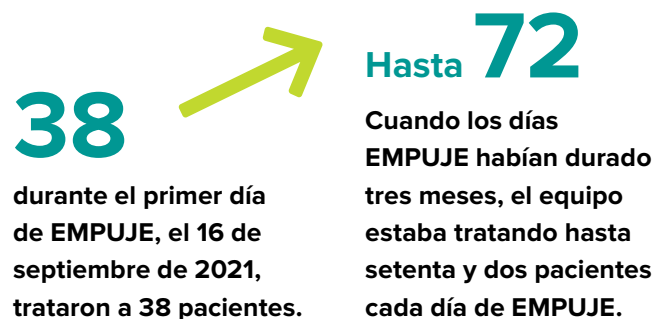 38
durante el primer día
de EMPUJE, el 16 de
septiembre de 2021,
trataron a 38 pacientes.
Hasta 72
Cuando los días
EMPUJE habían durado
tres meses, el equipo
estaba tratando hasta
setenta y dos pacientes
cada día de EMPUJE.